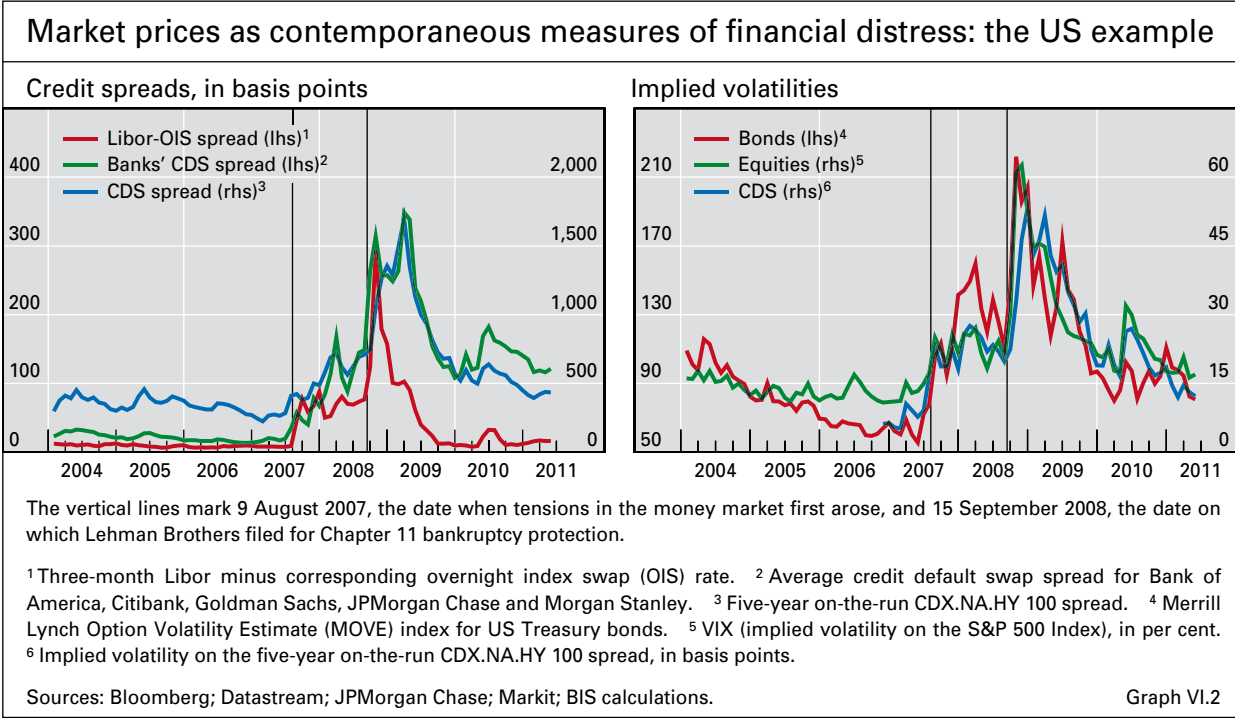 Market prices as contemporaneous measures of financial distress: the US example
Credit spreads, in basis points
Libor-OIS spread (lhs)¹
Banks’ CDS spread (lhs)²
CDS spread (rhs)³
400
300
200
100
0
2,000
1,500
1,000
500
0
2004 2005 2006 2007 2008 2009 2010 2011
Implied volatilities
Bonds (lhs)⁴
Equities (rhs)⁵
CDS (rhs)⁶
210
170
130
90
50
60
45
30
15
0
2004 2005 2006 2007 2008 2009 2010 2011
The vertical lines mark 9 August 2007, the date when tensions in the money market first arose, and 15 September 2008, the date on
which Lehman Brothers filed for Chapter 11 bankruptcy protection.
¹ Three-month Libor minus corresponding overnight index swap (OIS) rate. ² Average credit default swap spread for Bank of
America, Citibank, Goldman Sachs, JPMorgan Chase and Morgan Stanley. ³ Five-year on-the-run CDX.NA.HY 100 spread. ⁴ Merrill
Lynch Option Volatility Estimate (MOVE) index for US Treasury bonds. ⁵ VIX (implied volatility on the S&P 500 Index), in per cent.
⁶ Implied volatility on the five-year on-the-run CDX.NA.HY 100 spread, in basis points.
Sources: Bloomberg; Datastream; JPMorgan Chase; Markit; BIS calculations. Graph VI.2